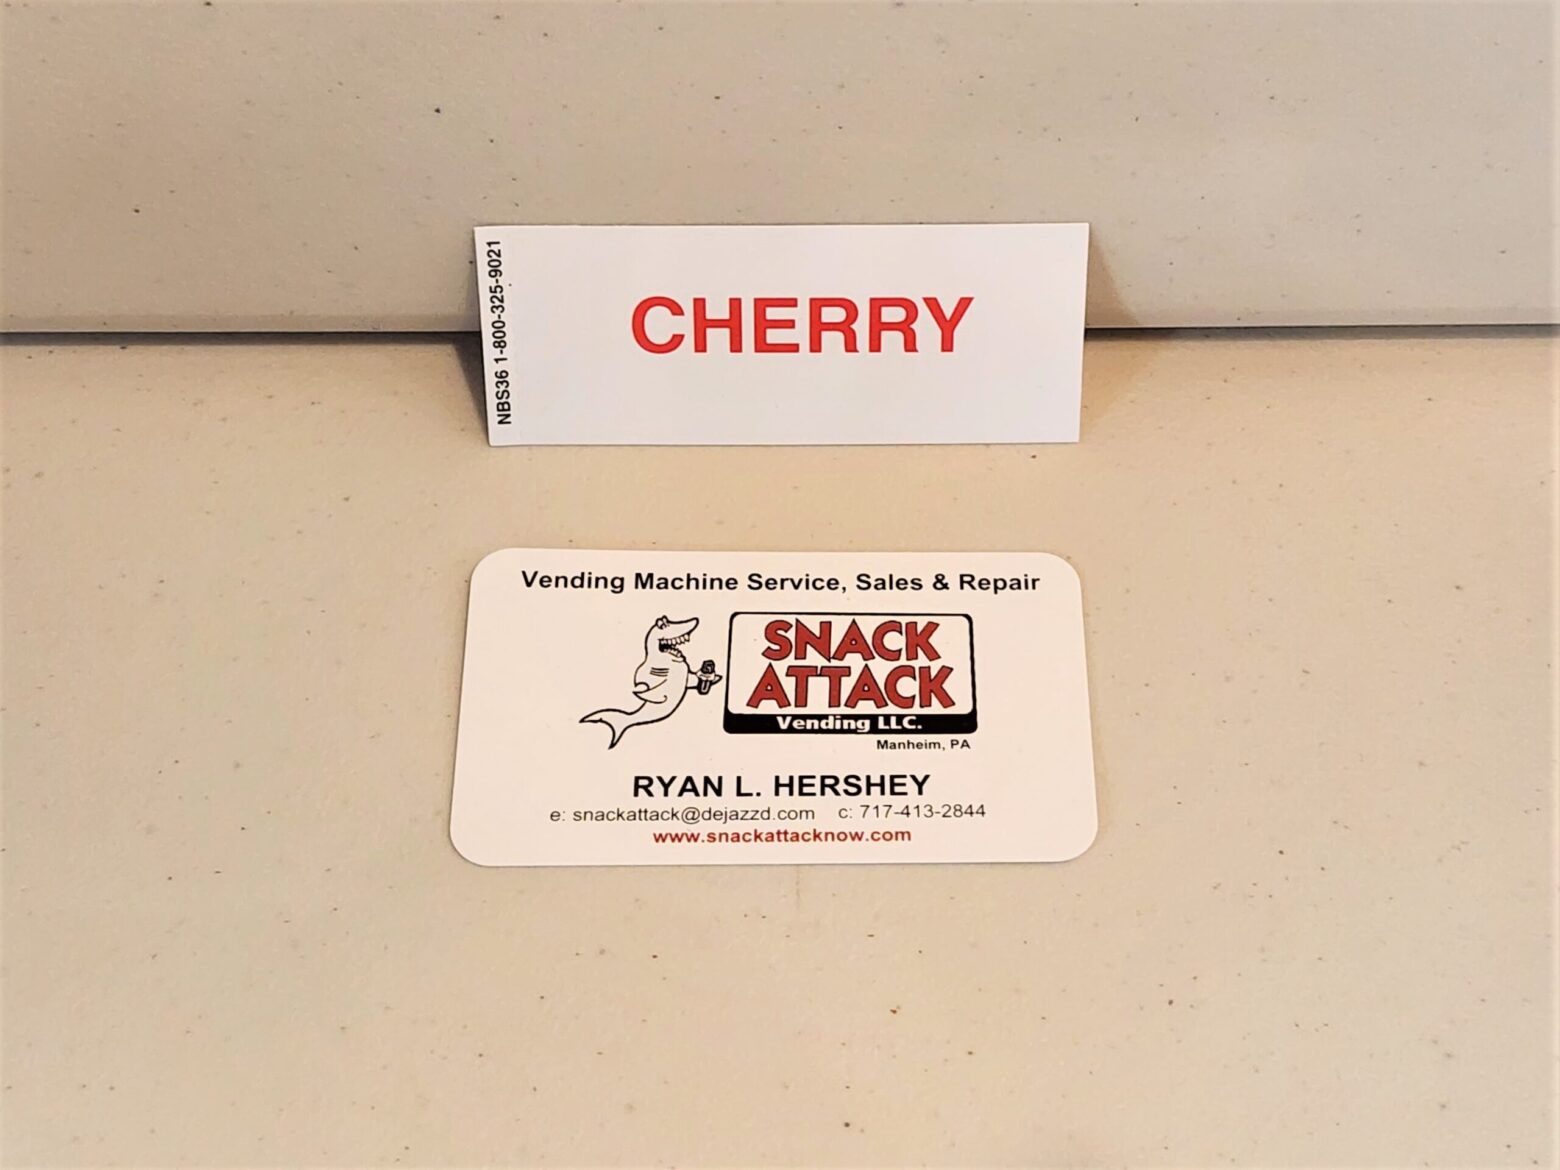 NBS36 1-800-325-9021
CHERRY
Vending Machine Service, Sales & Repair
SNACK
ATTACK
Vending LLC.
Manheim, PA
RYAN L. HERSHEY
e: snackattack@dejazzd.com c: 717-413-2844
www.snackattacknow.com